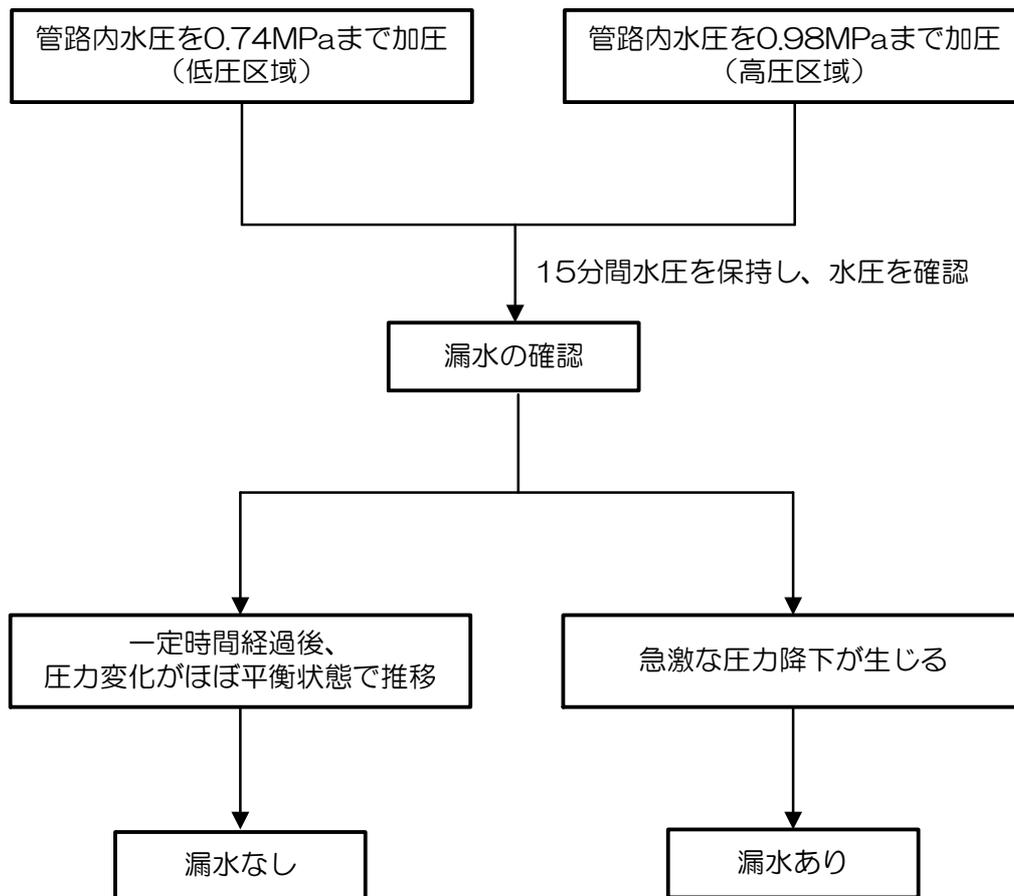 管路内水圧を0.74MPaまで加圧
（低圧区域）
管路内水圧を0.98MPaまで加圧
（高圧区域）
15分間水圧を保持し、水圧を確認
漏水の確認
一定時間経過後、
圧力変化がほぼ平衡状態で推移
急激な圧力降下が生じる
漏水なし
漏水あり